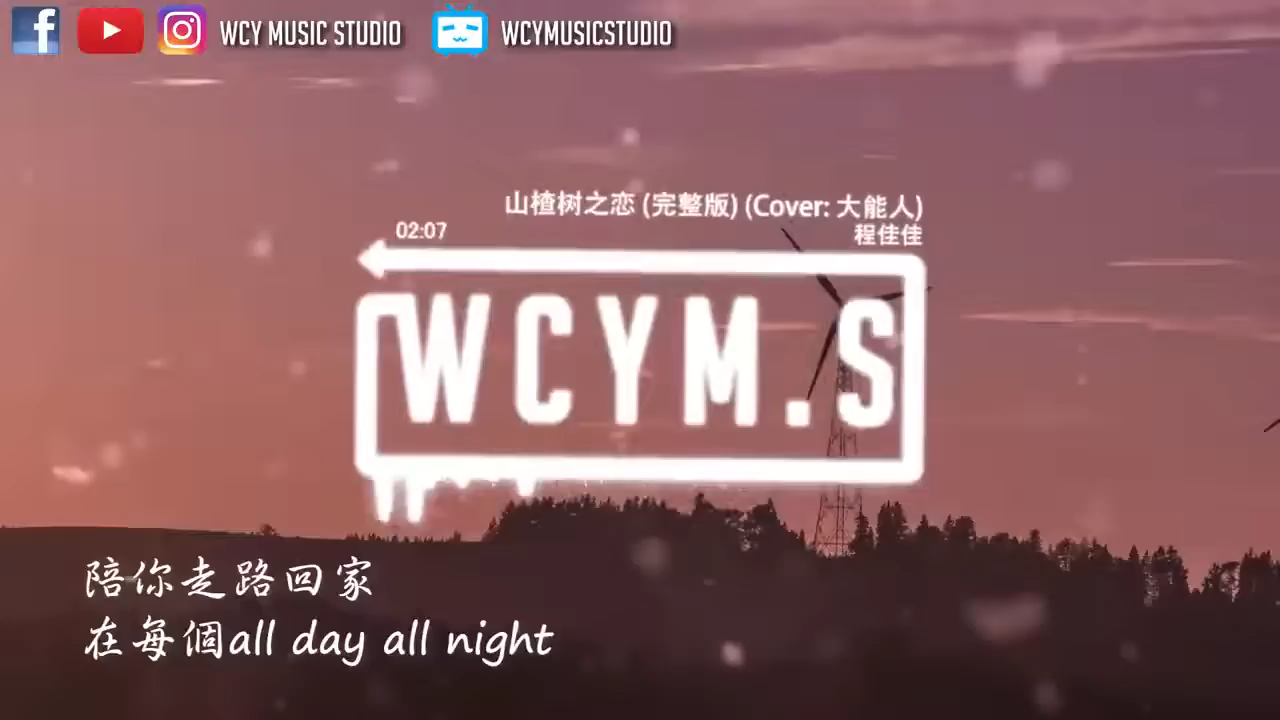 WCY MUSIC STUDIO WCYMUSICSTUDIO
山楂树之恋 (完整版) (Cover: 大能人)
02:07 程佳佳
WCYM.S
陪你走路回家
在每個all day all night